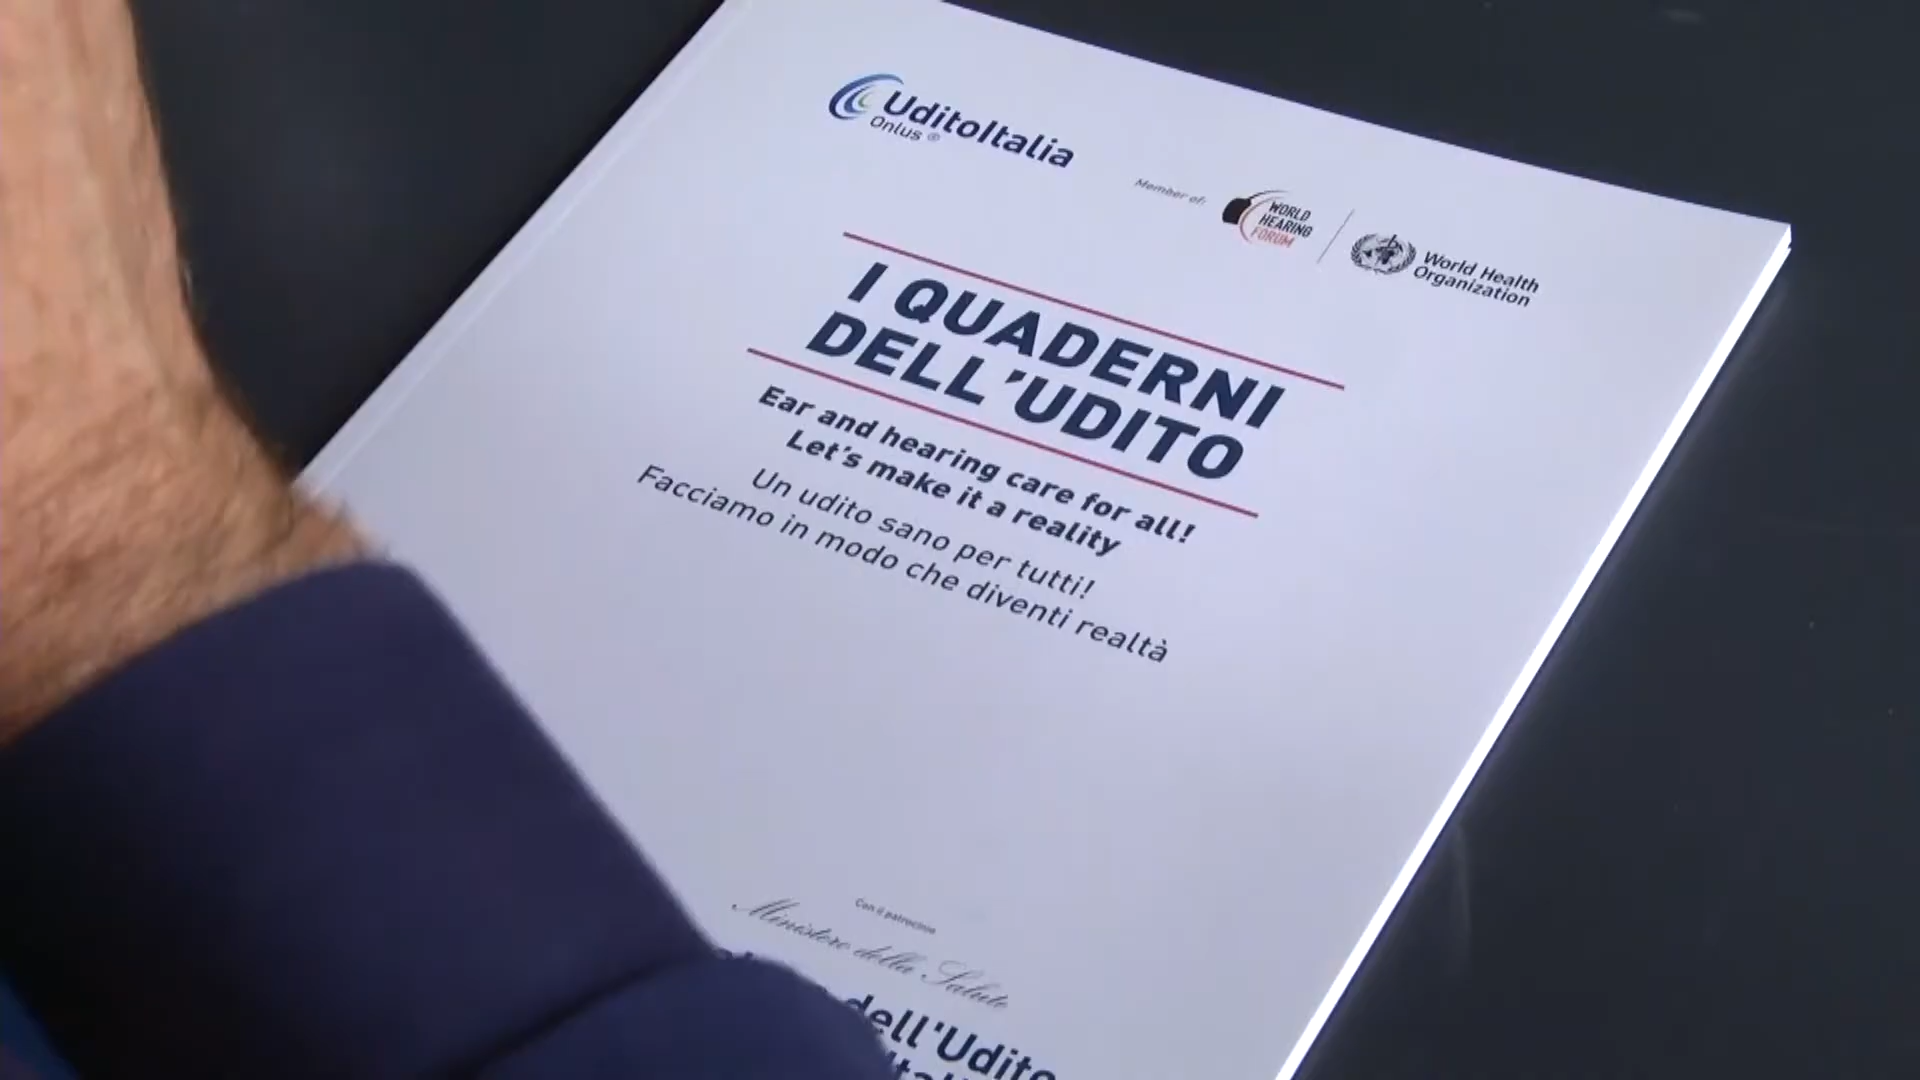 UditoItalia
Onlus ®
Member of:
WORLD
HEARING
FORUM
World Health
Organization
I QUADERNI
DELL'UDITO
Ear and hearing care for all!
Let's make it a reality
Un udito sano per tutti!
Facciamo in modo che diventi realtà
Con il patrocinio
Ministero della Salute
dell'Udito